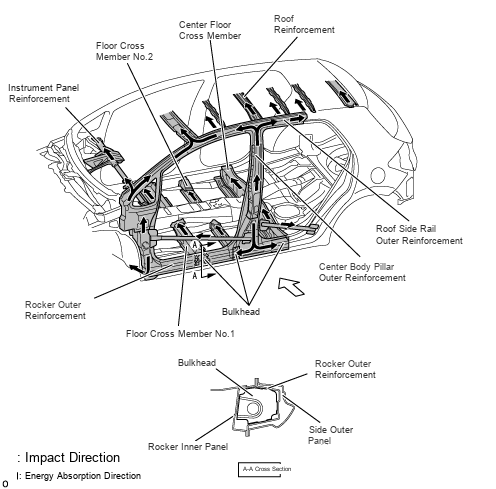 Roof
Reinforcement
Center Floor
Cross Member
Floor Cross
Member No.2
Instrument Panel
Reinforcement
Roof Side Rail
Outer Reinforcement
Center Body Pillar
Outer Reinforcement
A
A
Rocker Outer
Reinforcement
Bulkhead
Floor Cross Member No.1
Bulkhead
Rocker Outer
Reinforcement
Side Outer
Panel
Rocker Inner Panel
A-A Cross Section
: Impact Direction
: Energy Absorption Direction
o